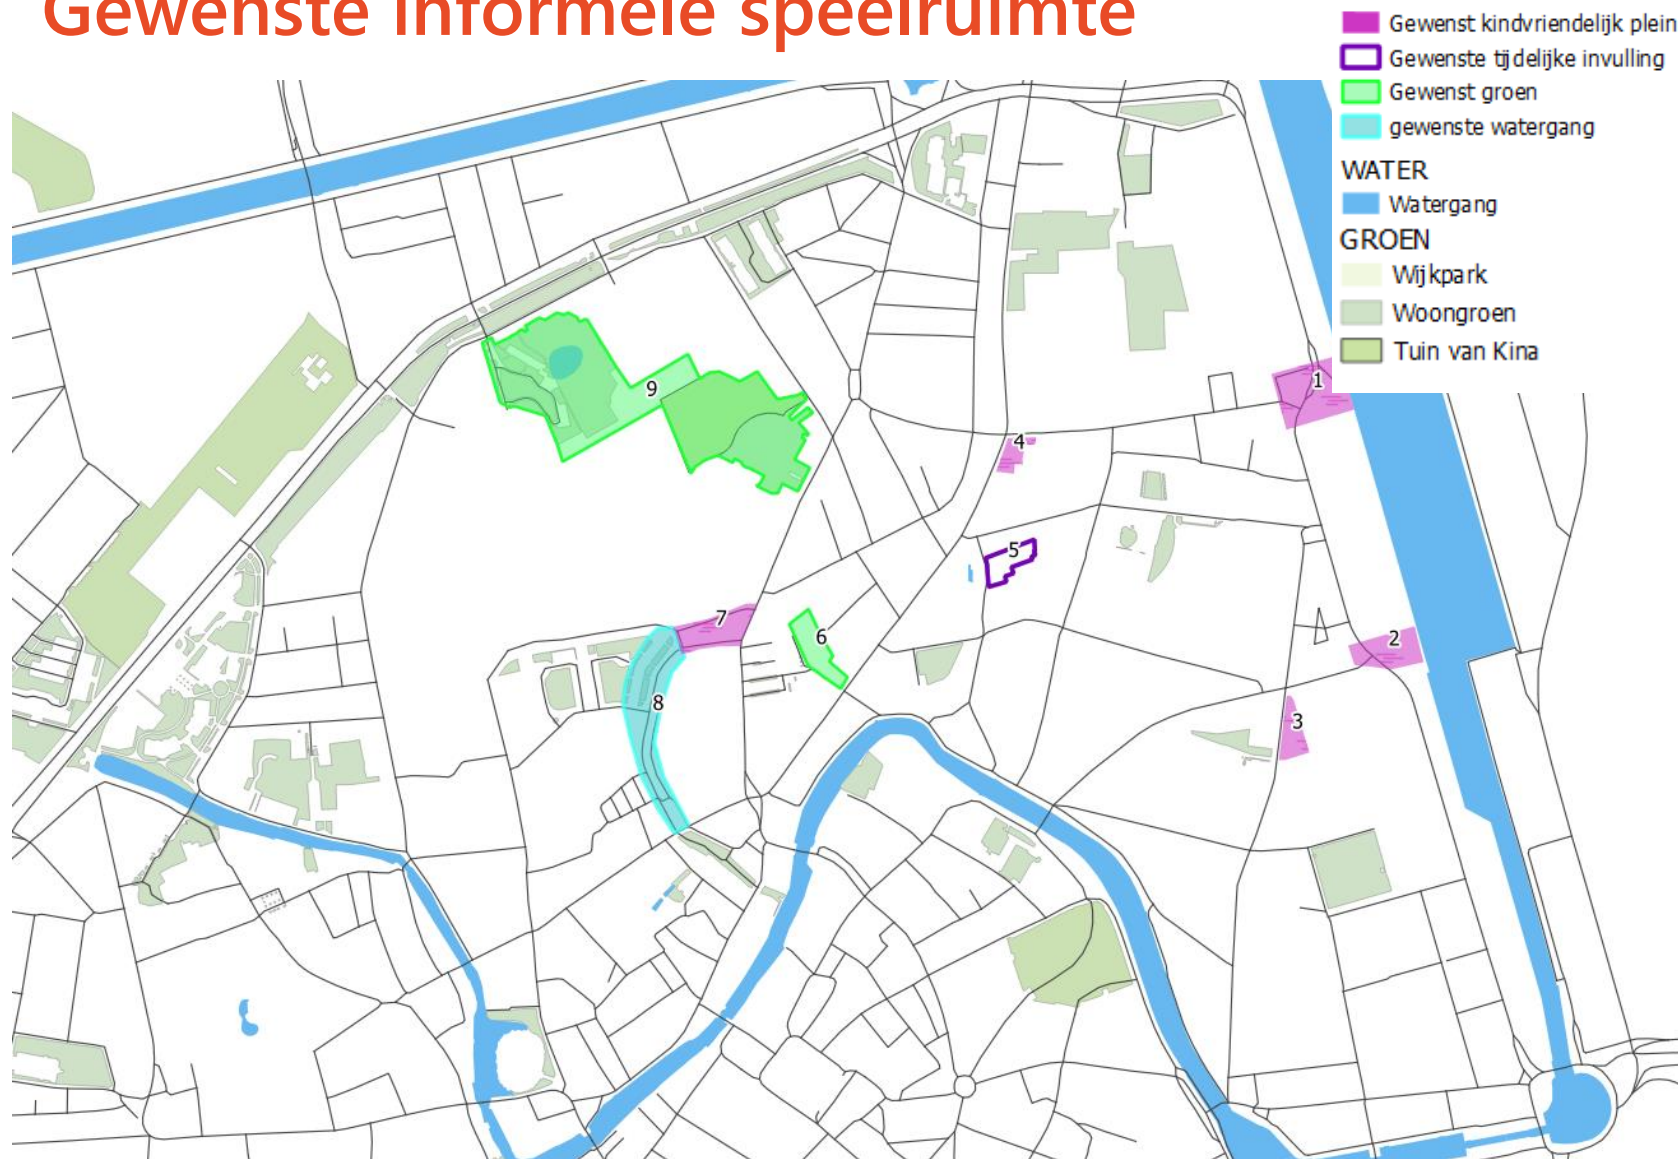 Gewenste informele speelruimte
Gewenst kindvriendelijk plein
Gewenste tijdelijke invulling
Gewenst groen
gewenste watergang
WATER
Watergang
GROEN
Wijkpark
Woongroen
Tuin van Kina
1
9
4
5
7
6
2
8
3